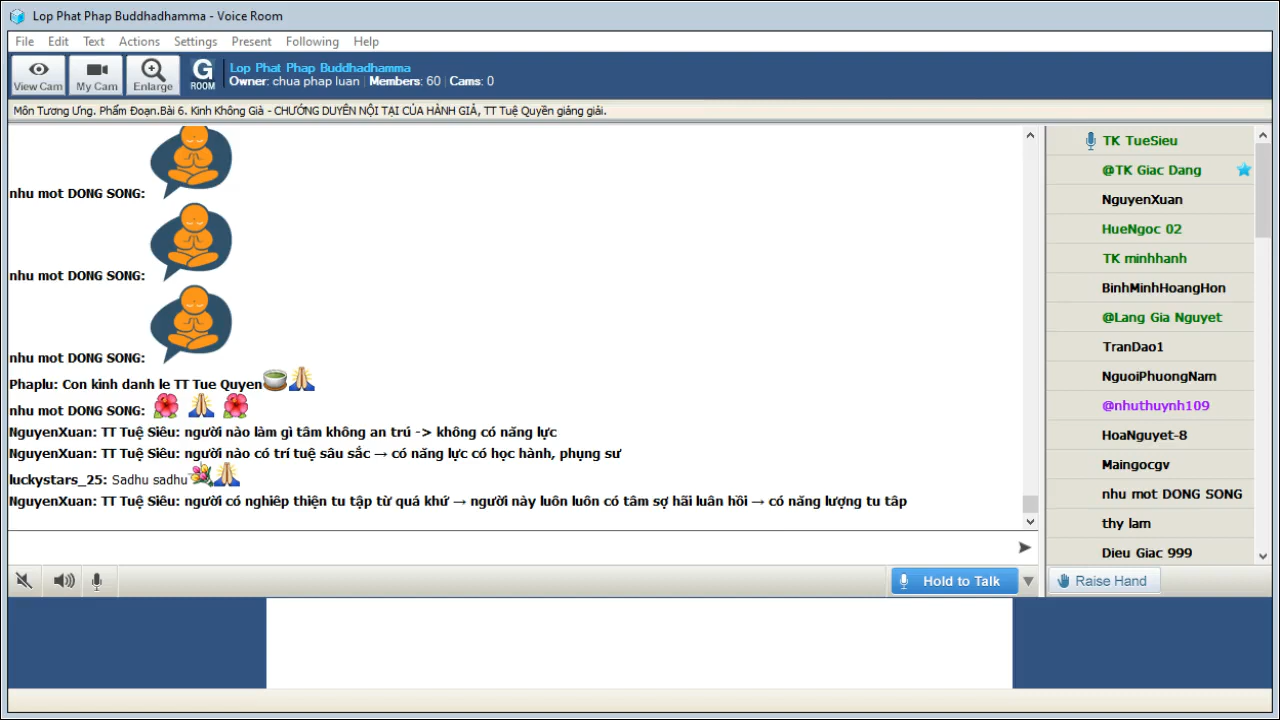 Lop Phat Phap Buddhadhamma - Voice Room
File Edit Text Actions Settings Present Following Help
View Cam
My Cam
Enlarge
G ROOM
Lop Phat Phap Buddhadhamma
Owner: chua phap luan | Members: 60 | Cams: 0
Môn Tương Ưng. Phẩm Đoạn.Bài 6. Kinh Không Già - CHƯỚNG DUYÊN NỘI TẠI CỦA HÀNH GIẢ, TT Tuệ Quyền giảng giải.
nhu mot DONG SONG:
nhu mot DONG SONG:
nhu mot DONG SONG:
Phaplu: Con kinh danh le TT Tue Quyen
nhu mot DONG SONG:
NguyenXuan: TT Tuệ Siêu: người nào làm gì tâm không an trú -> không có năng lực
NguyenXuan: TT Tuệ Siêu: người nào có trí tuệ sâu sắc → có năng lực có học hành, phụng sư
luckystars_25: Sadhu sadhu
NguyenXuan: TT Tuệ Siêu: người có nghiêp thiện tu tập từ quá khứ → người này luôn luôn có tâm sợ hãi luân hồi → có năng lượng tu tâp
TK TueSieu
@TK Giac Dang
NguyenXuan
HueNgoc 02
TK minhhanh
BinhMinhHoangHon
@Lang Gia Nguyet
TranDao1
NguoiPhuongNam
@nhuthuynh109
HoaNguyet-8
Maingocgv
nhu mot DONG SONG
thy lam
Dieu Giac 999
Hold to Talk
Raise Hand